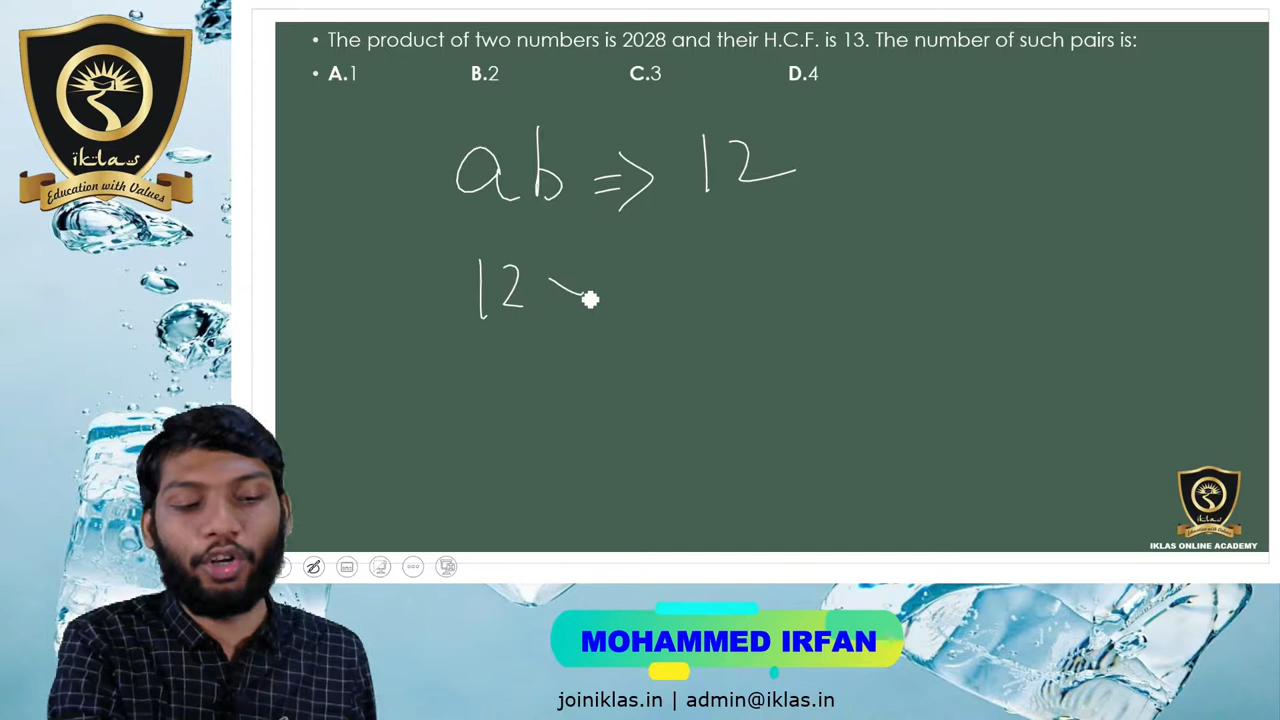 iklas
Education with Values
• The product of two numbers is 2028 and their H.C.F. is 13. The number of such pairs is:
• A.1 B.2 C.3 D.4
ab => 12
12
iklas
IKLAS ONLINE ACADEMY
MOHAMMED IRFAN
joiniklas.in | admin@iklas.in